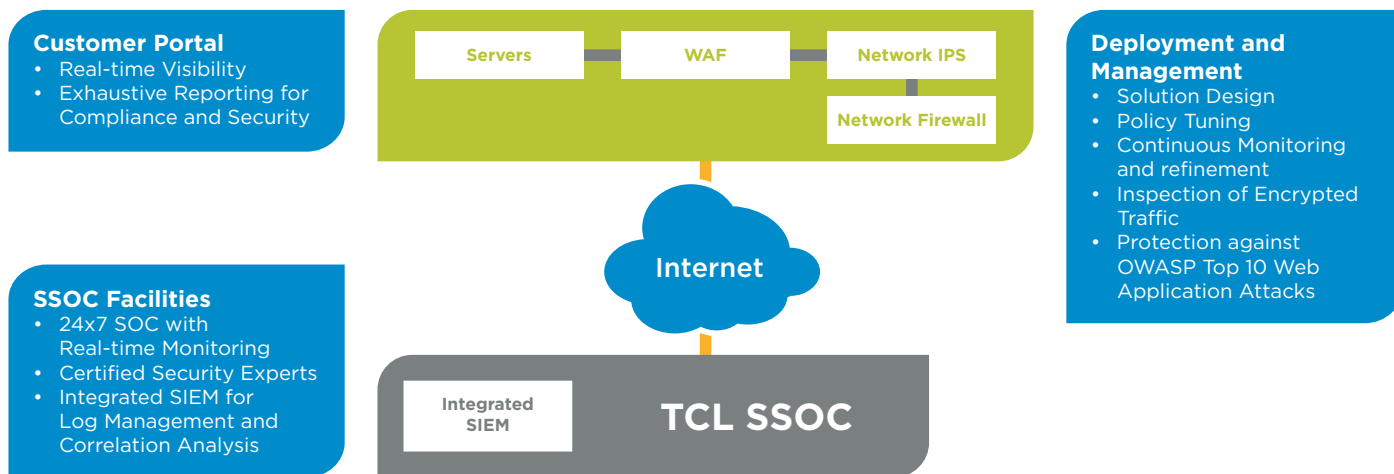 Customer Portal
• Real-time Visibility
• Exhaustive Reporting for
Compliance and Security
Servers
WAF
Network IPS
Network Firewall
Deployment and
Management
• Solution Design
• Policy Tuning
• Continuous Monitoring
and refinement
• Inspection of Encrypted
Traffic
• Protection against
OWASP Top 10 Web
Application Attacks
Internet
SSOC Facilities
• 24x7 SOC with
Real-time Monitoring
• Certified Security Experts
• Integrated SIEM for
Log Management and
Correlation Analysis
Integrated
SIEM
TCL SSOC